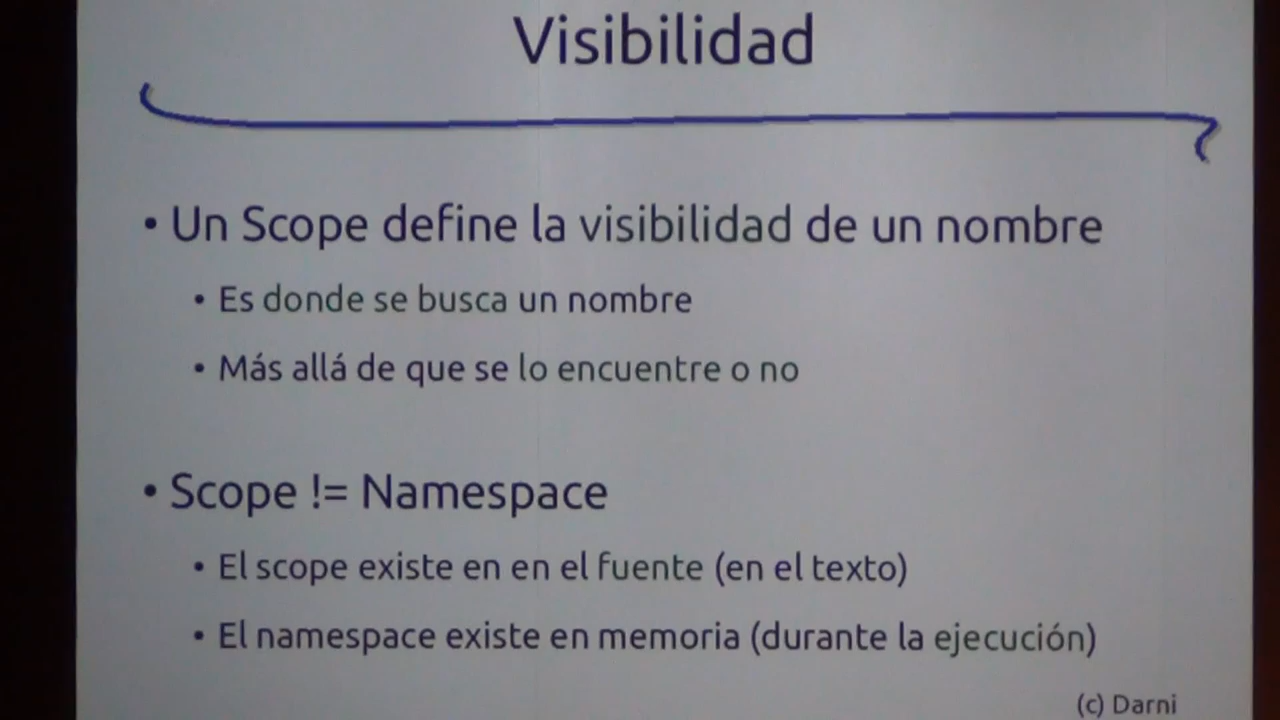 Visibilidad
• Un Scope define la visibilidad de un nombre
• Es donde se busca un nombre
• Más allá de que se lo encuentre o no
• Scope != Namespace
• El scope existe en en el fuente (en el texto)
• El namespace existe en memoria (durante la ejecución)
(c) Darni